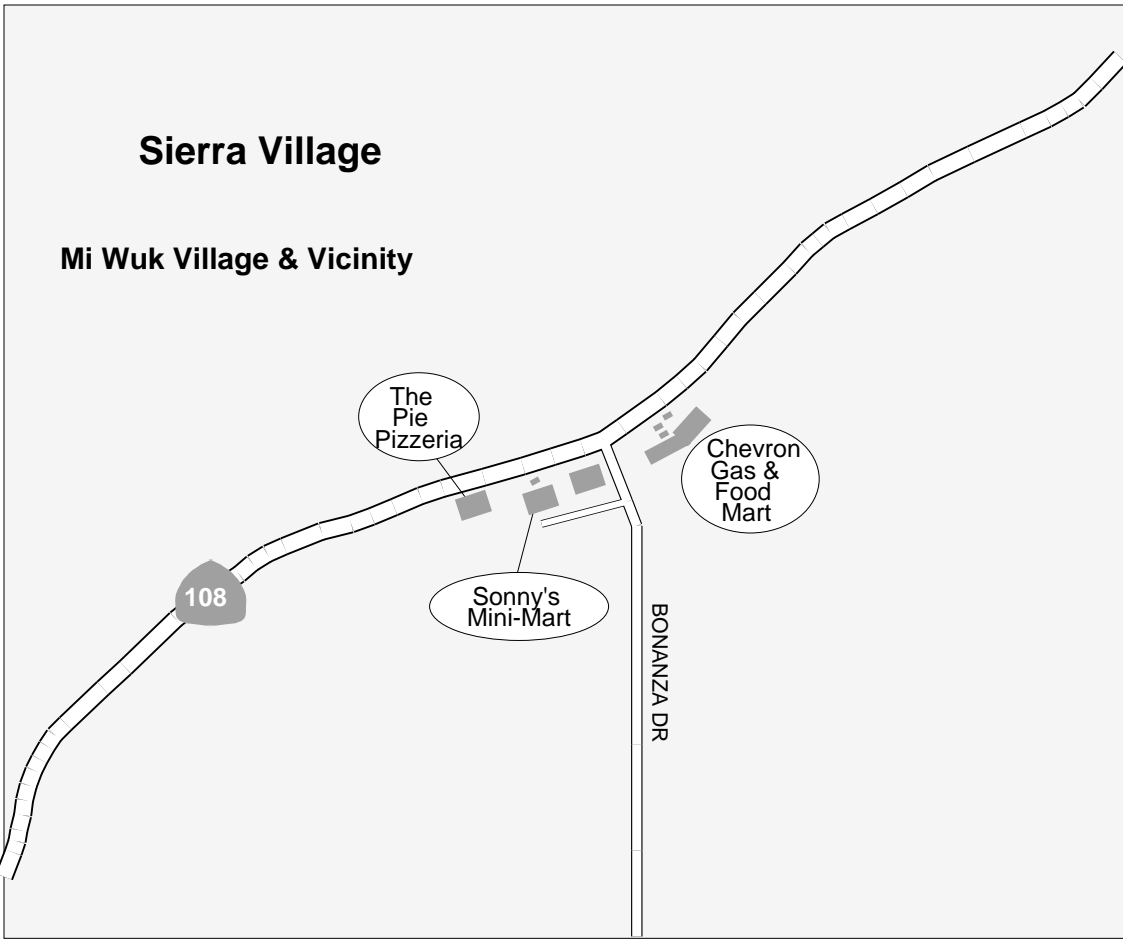 Sierra Village
Mi Wuk Village & Vicinity
The
Pie
Pizzeria
Chevron
Gas &
Food
Mart
108
Sonny's
Mini-Mart
BONANZA DR